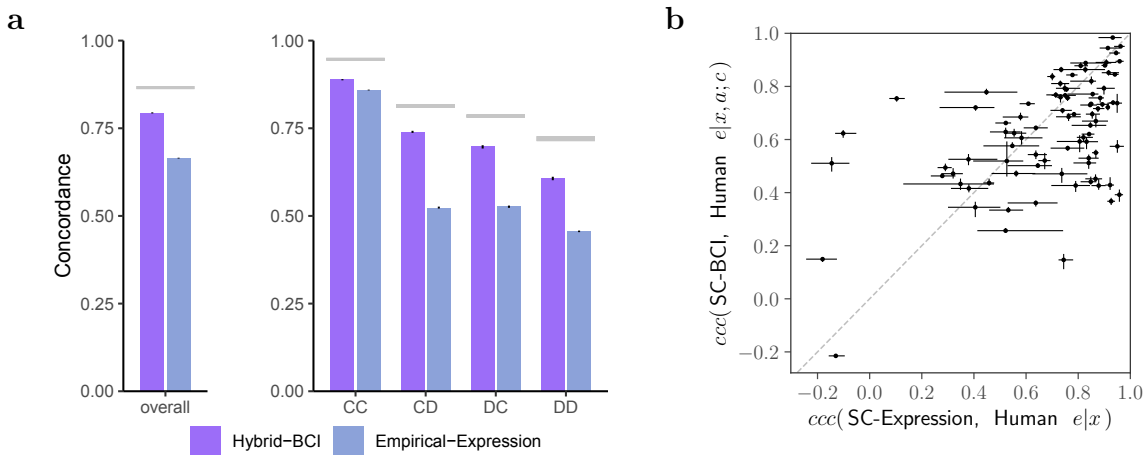 a
1.00
0.75
0.50
0.25
0.00
Concordance
overall
1.00
0.75
0.50
0.25
0.00
CC CD DC DD
Hybrid−BCI Empirical−Expression
b
1.0
0.8
0.6
0.4
0.2
0.0
−0.2
ccc(SC-BCI, Human e|x, a; c)
−0.2 0.0 0.2 0.4 0.6 0.8 1.0
ccc(SC-Expression, Human e|x)